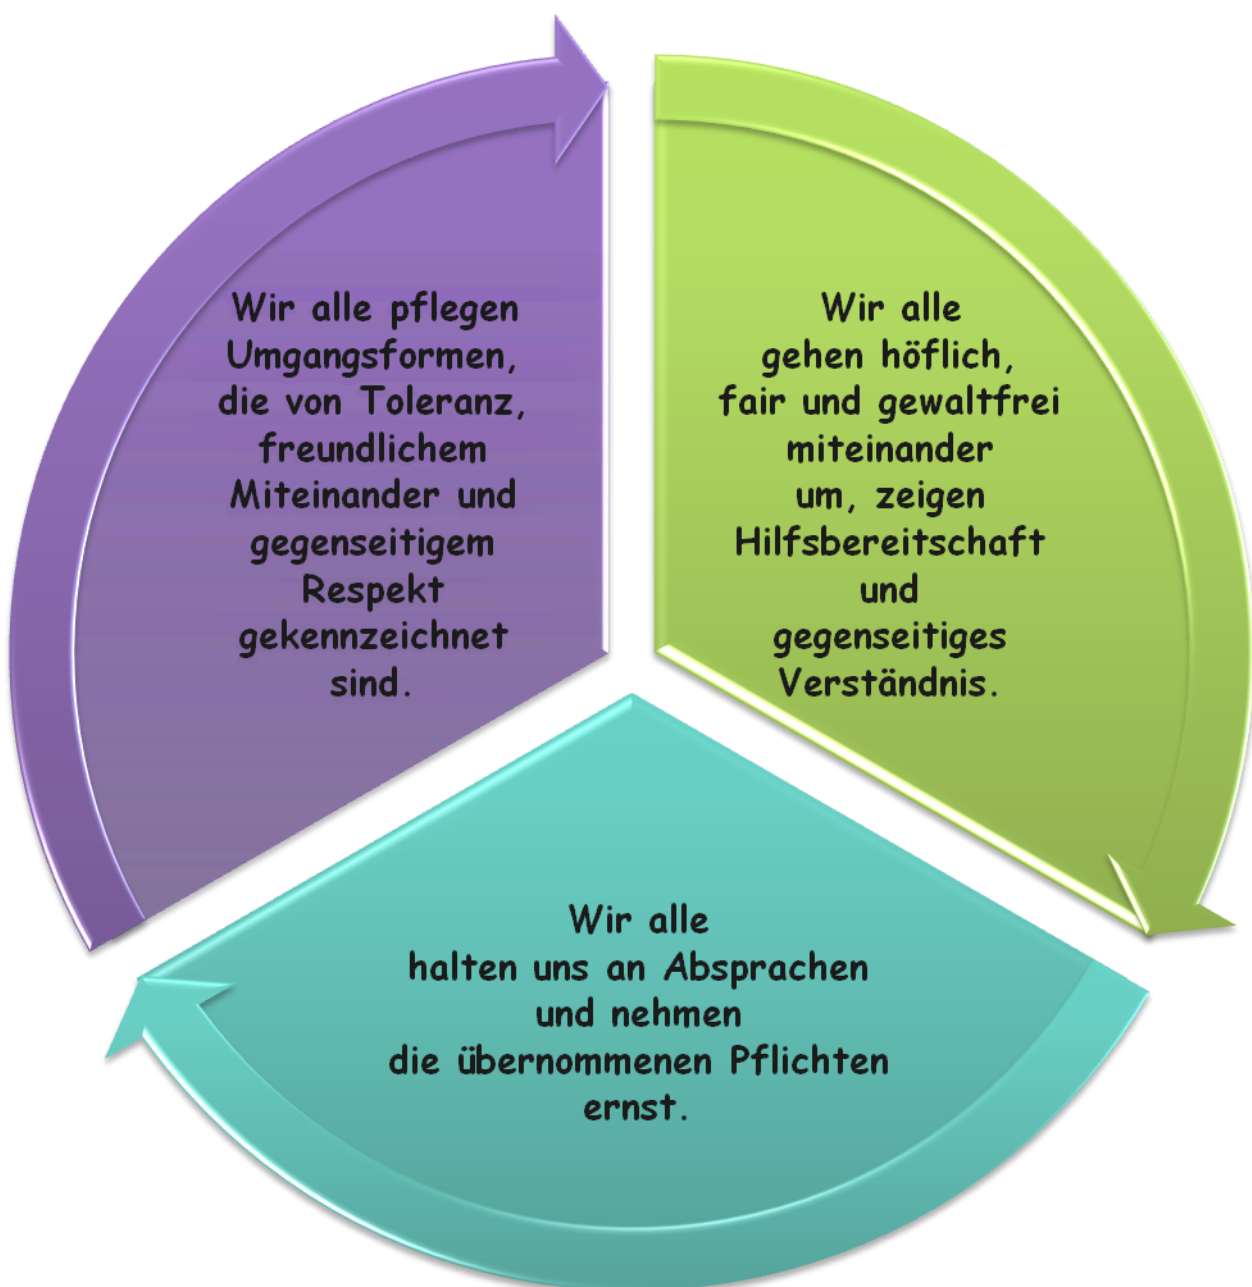 Wir alle pflegen
Umgangsformen,
die von Toleranz,
freundlichem
Miteinander und
gegenseitigem
Respekt
gekennzeichnet
sind.
Wir alle
gehen höflich,
fair und gewaltfrei
miteinander
um, zeigen
Hilfsbereitschaft
und
gegenseitiges
Verständnis.
Wir alle
halten uns an Absprachen
und nehmen
die übernommenen Pflichten
ernst.